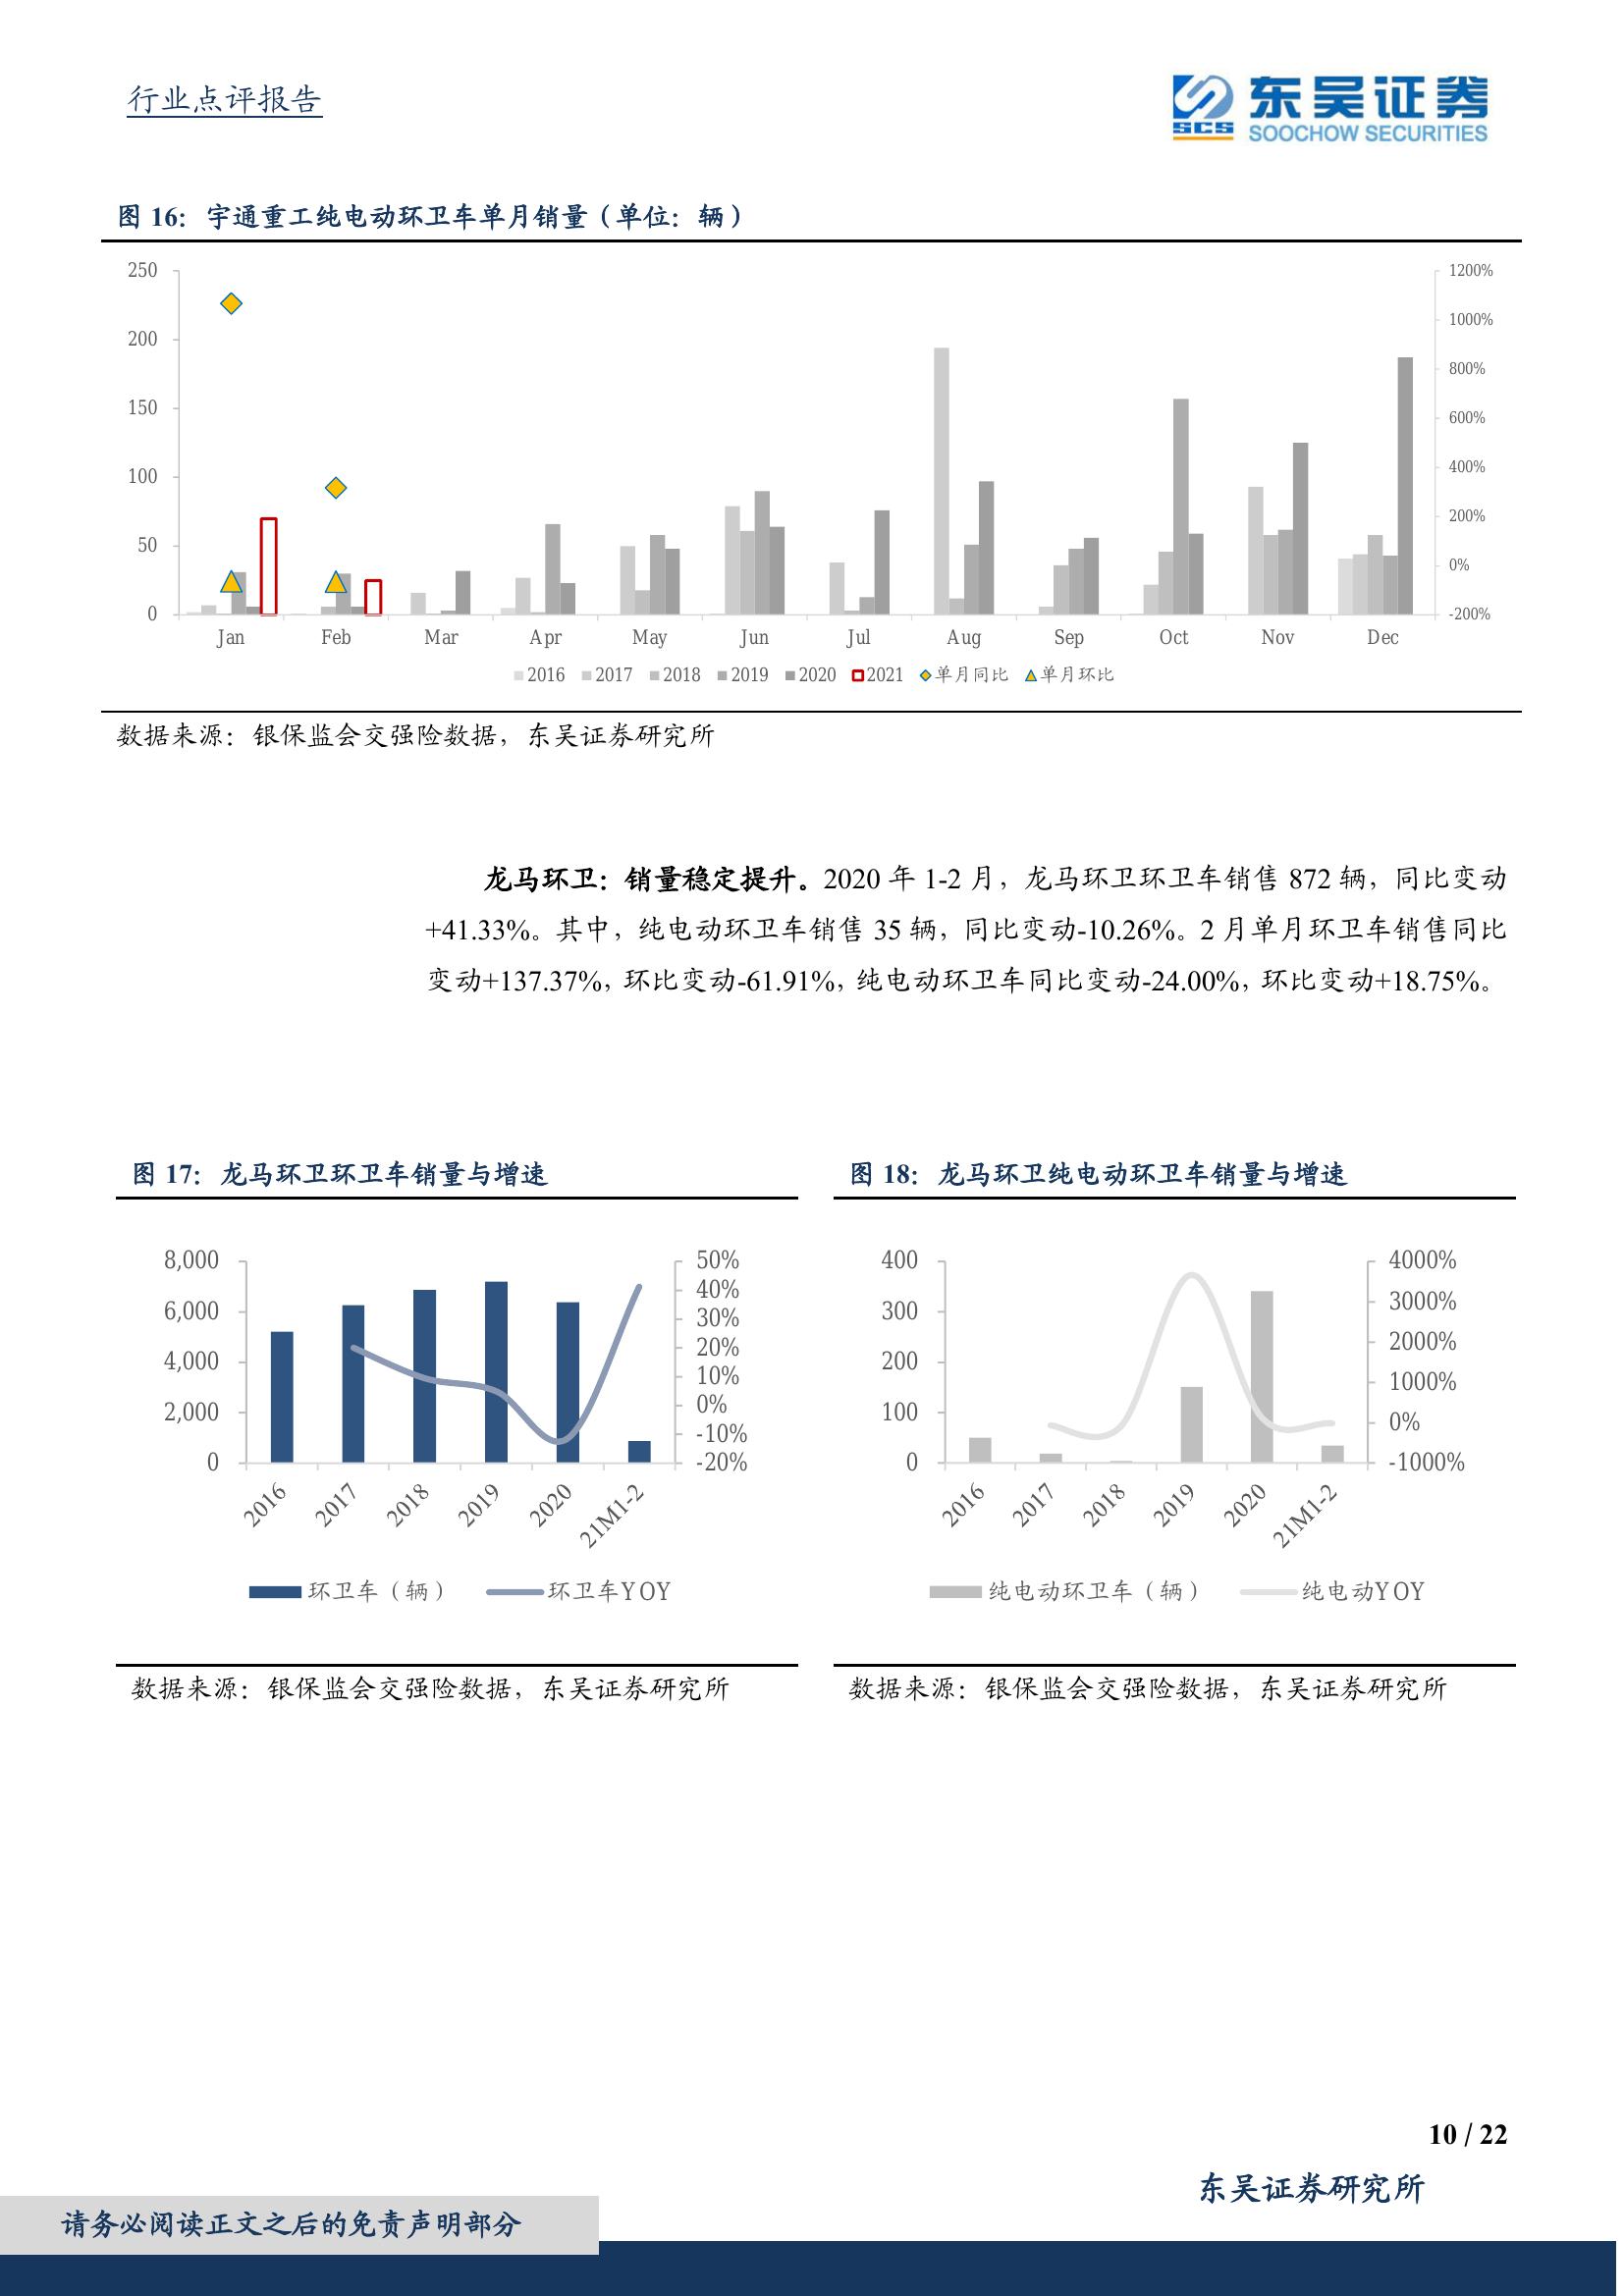 行业点评报告
SCS
东吴证券
SOOCHOW SECURITIES
图 16：宇通重工纯电动环卫车单月销量（单位：辆）
250
200
150
100
50
0
1200%
1000%
800%
600%
400%
200%
0%
-200%
Jan Feb Mar Apr May Jun Jul Aug Sep Oct Nov Dec
2016 2017 2018 2019 2020 2021 单月同比 单月环比
数据来源：银保监会交强险数据，东吴证券研究所
龙马环卫：销量稳定提升。2020 年 1-2 月，龙马环卫环卫车销售 872 辆，同比变动
+41.33%。其中，纯电动环卫车销售 35 辆，同比变动-10.26%。2 月单月环卫车销售同比
变动+137.37%，环比变动-61.91%，纯电动环卫车同比变动-24.00%，环比变动+18.75%。
图 17：龙马环卫环卫车销量与增速
8,000
6,000
4,000
2,000
0
50%
40%
30%
20%
10%
0%
-10%
-20%
2016 2017 2018 2019 2020 21M1-2
环卫车（辆） 环卫车YOY
数据来源：银保监会交强险数据，东吴证券研究所
图 18：龙马环卫纯电动环卫车销量与增速
400
300
200
100
0
4000%
3000%
2000%
1000%
0%
-1000%
2016 2017 2018 2019 2020 21M1-2
纯电动环卫车（辆） 纯电动YOY
数据来源：银保监会交强险数据，东吴证券研究所
10 / 22
东吴证券研究所
请务必阅读正文之后的免责声明部分